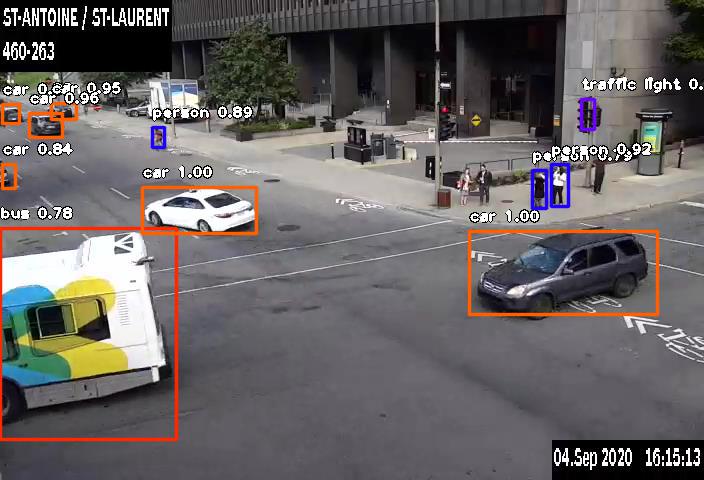 ST-ANTOINE / ST-LAURENT
460-263
car 0.95
car 0.96
person 0.89
traffic light 0.
car 0.84
person 0.79
person 0.92
car 1.00
bus 0.78
car 1.00
04.Sep 2020 16:15:13